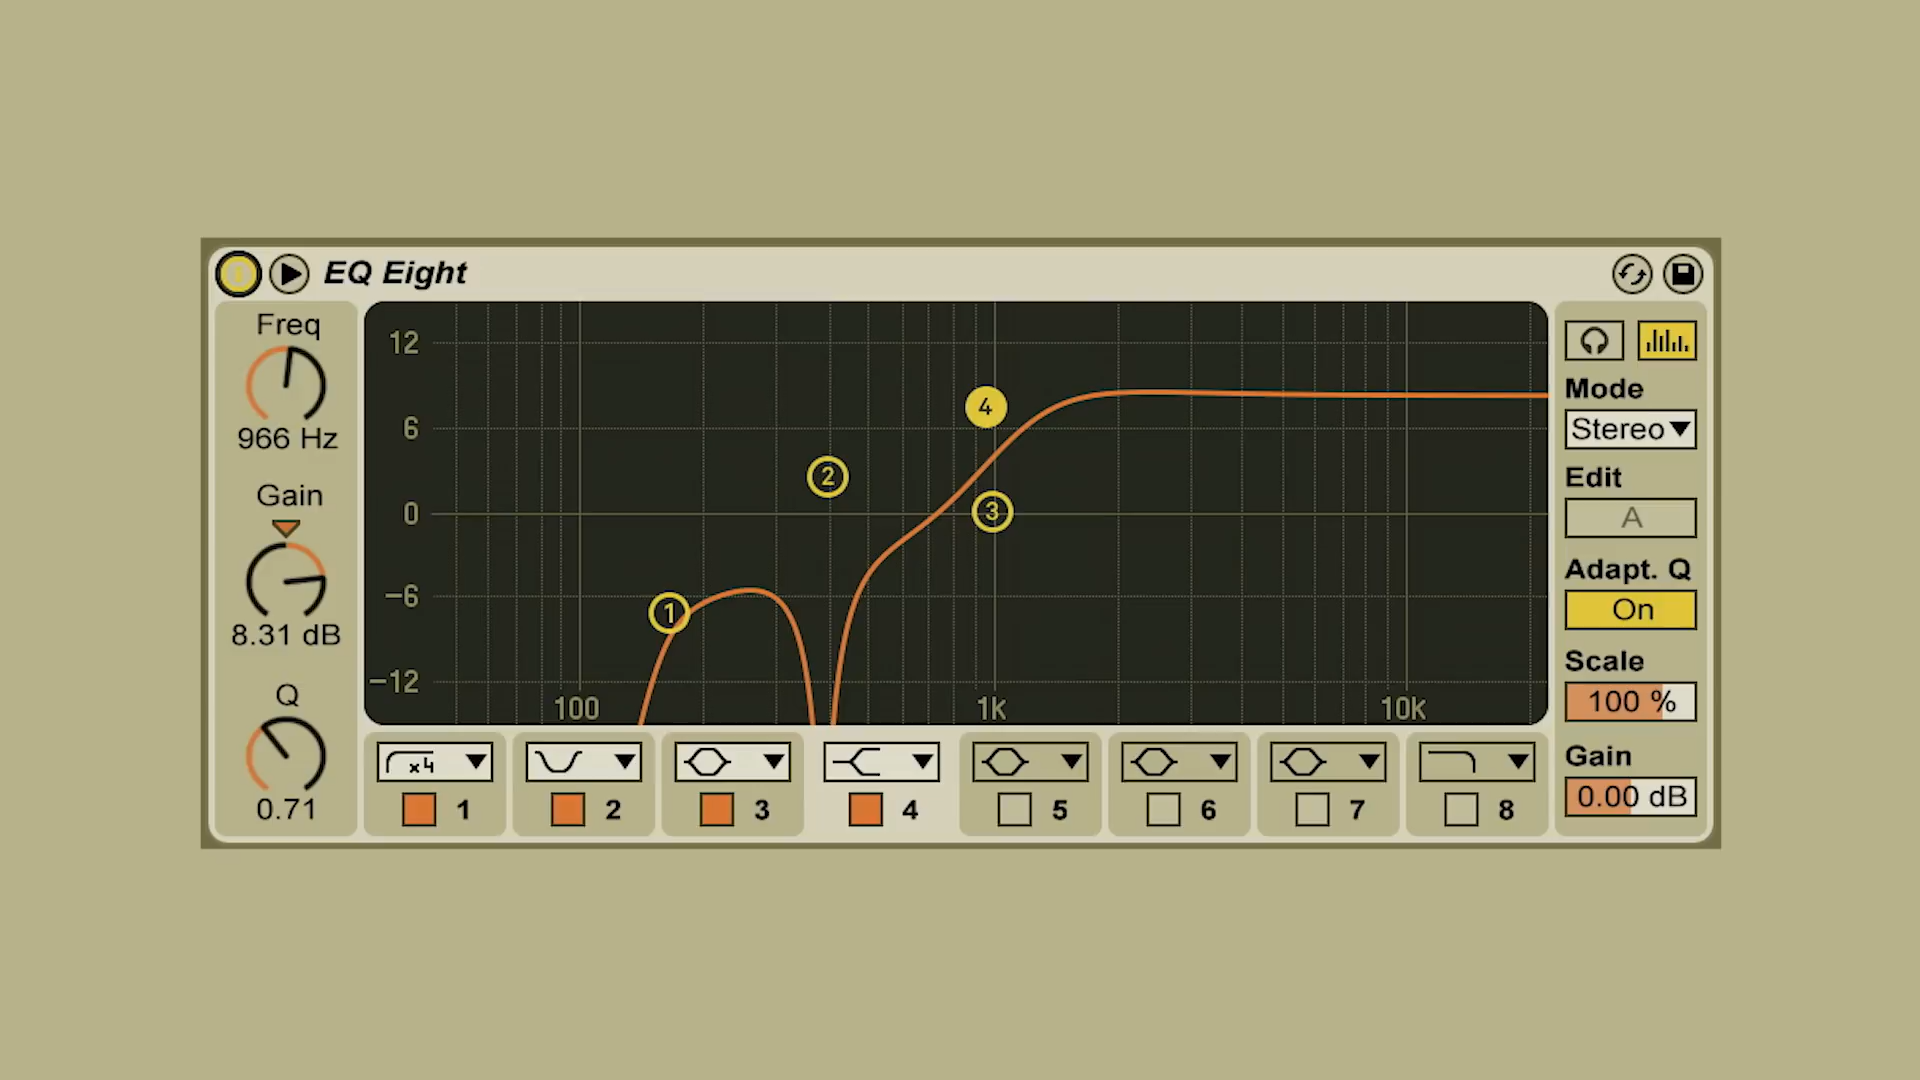 EQ Eight
Freq
966 Hz
Gain
8.31 dB
Q
0.71
12
6
0
−6
−12
100
1k
10k
1
2
3
4
x4
1
2
3
4
5
6
7
8
Mode
Stereo
Edit
A
Adapt. Q
On
Scale
100 %
Gain
0.00 dB